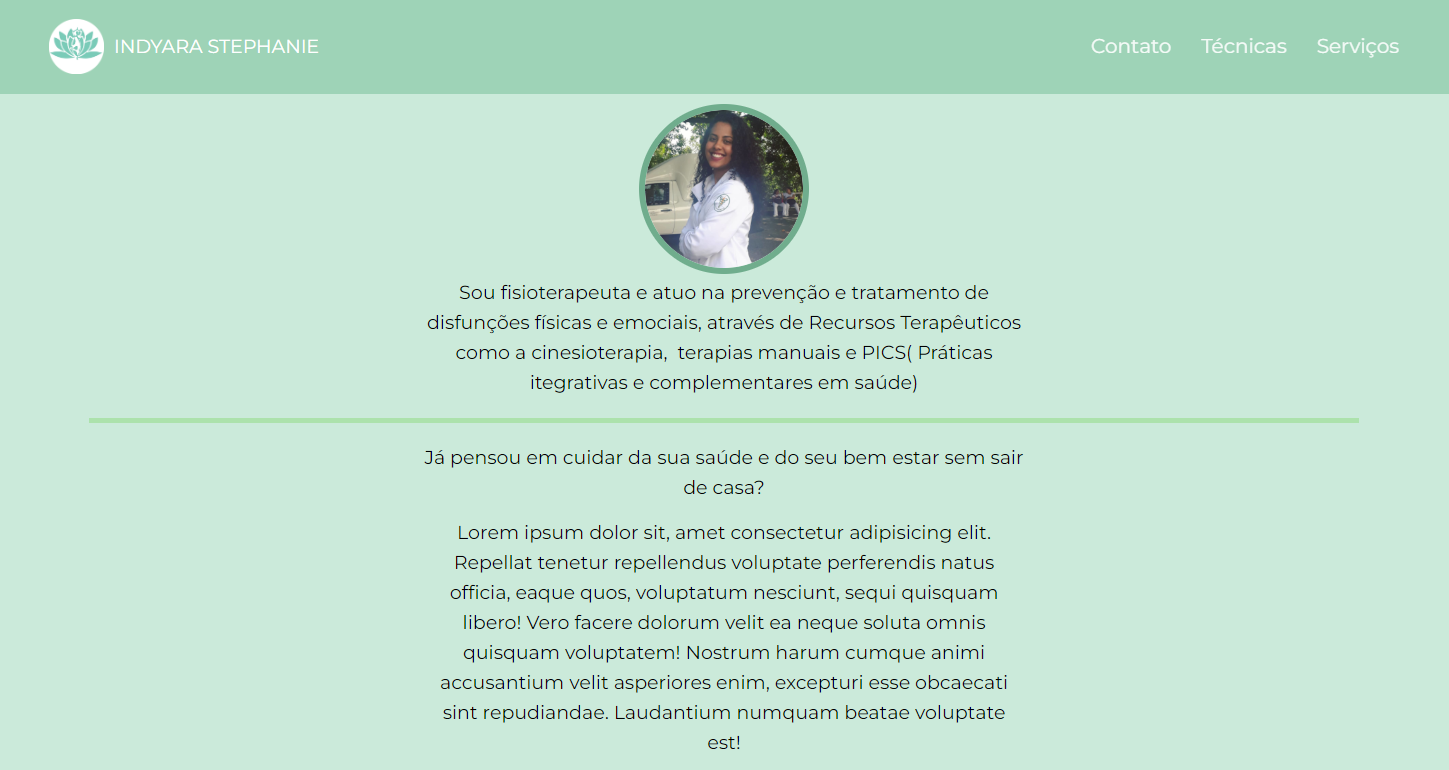 INDYARA STEPHANIE
Contato Técnicas Serviços
Sou fisioterapeuta e atuo na prevenção e tratamento de
disfunções físicas e emociais, através de Recursos Terapêuticos
como a cinesioterapia,  terapias manuais e PICS( Práticas
itegrativas e complementares em saúde)
Já pensou em cuidar da sua saúde e do seu bem estar sem sair
de casa?
Lorem ipsum dolor sit, amet consectetur adipisicing elit.
Repellat tenetur repellendus voluptate perferendis natus
officia, eaque quos, voluptatum nesciunt, sequi quisquam
libero! Vero facere dolorum velit ea neque soluta omnis
quisquam voluptatem! Nostrum harum cumque animi
accusantium velit asperiores enim, excepturi esse obcaecati
sint repudiandae. Laudantium numquam beatae voluptate
est!